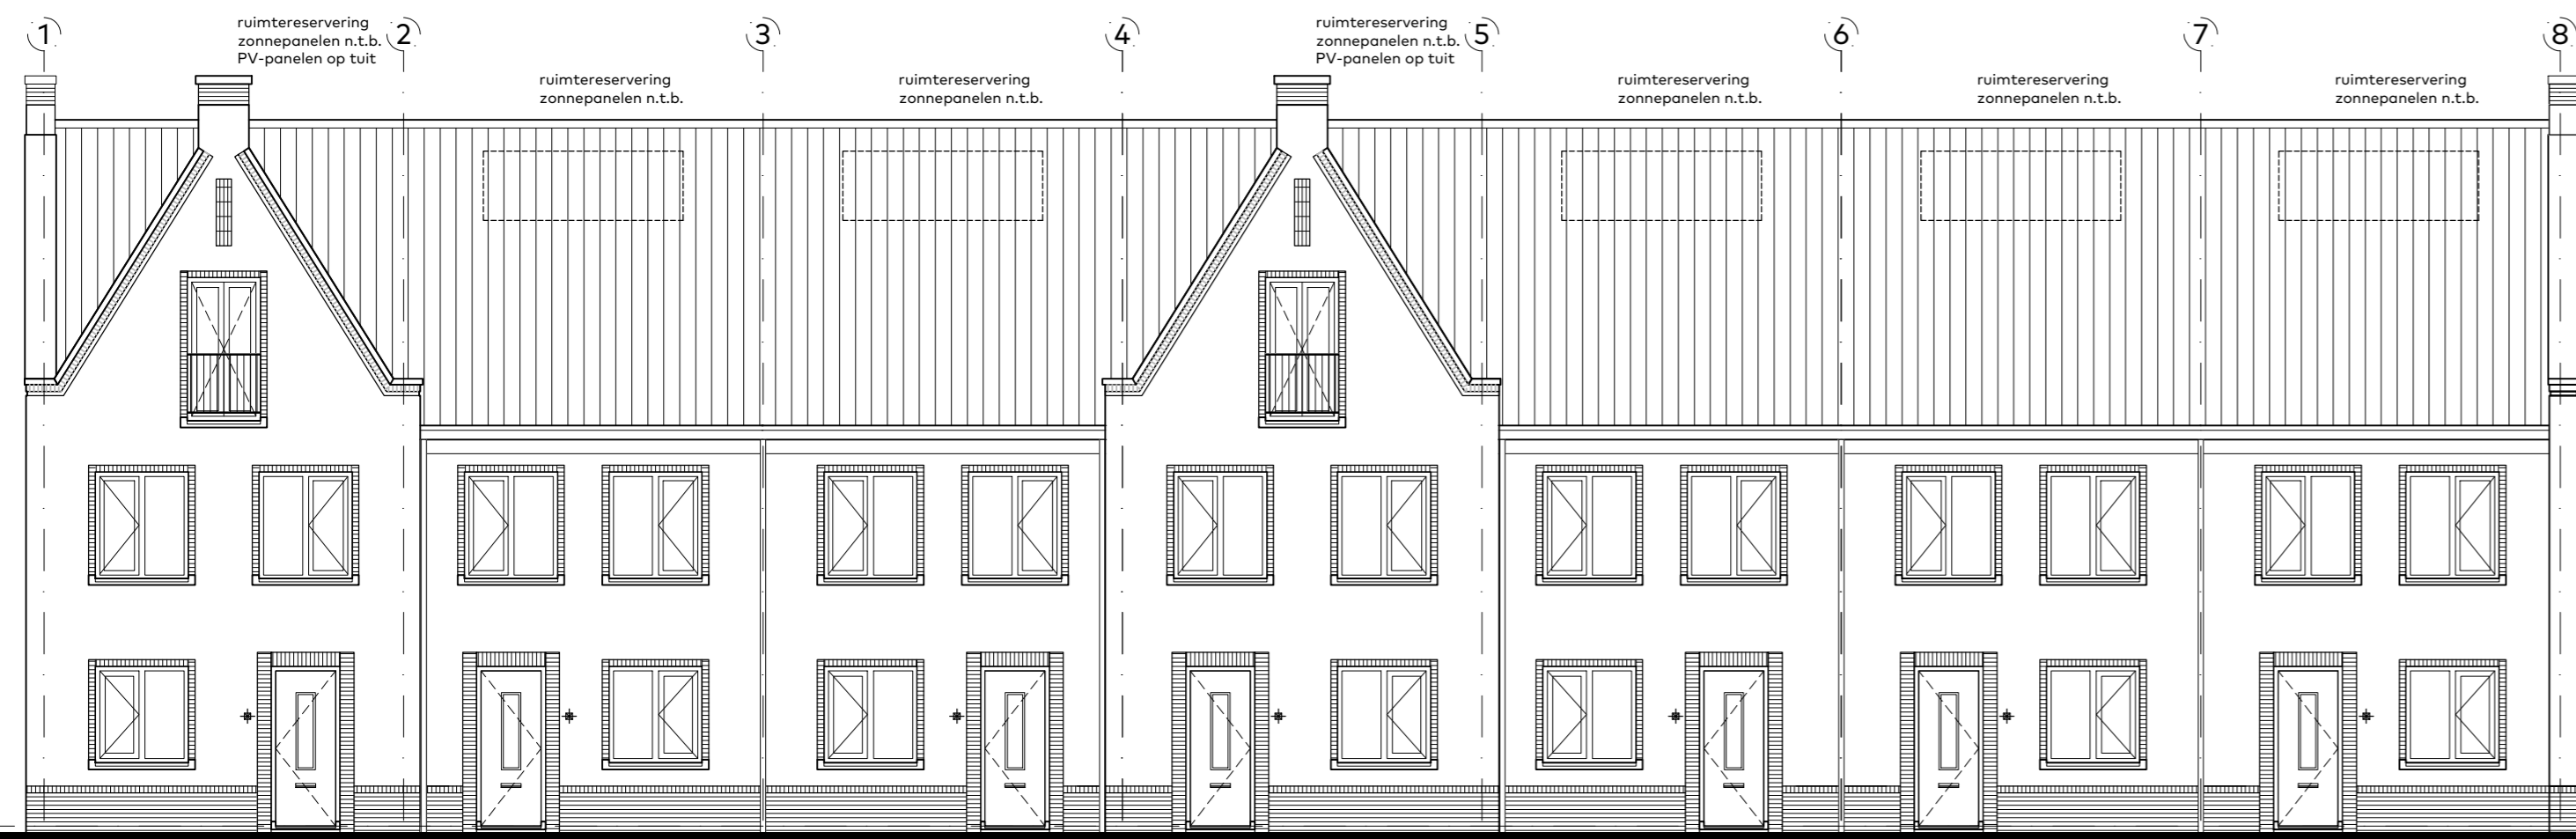 1
ruimtereservering
zonnepanelen n.t.b.
PV-panelen op tuit
2
ruimtereservering
zonnepanelen n.t.b.
3
ruimtereservering
zonnepanelen n.t.b.
4
ruimtereservering
zonnepanelen n.t.b.
PV-panelen op tuit
5
ruimtereservering
zonnepanelen n.t.b.
6
ruimtereservering
zonnepanelen n.t.b.
7
ruimtereservering
zonnepanelen n.t.b.
8